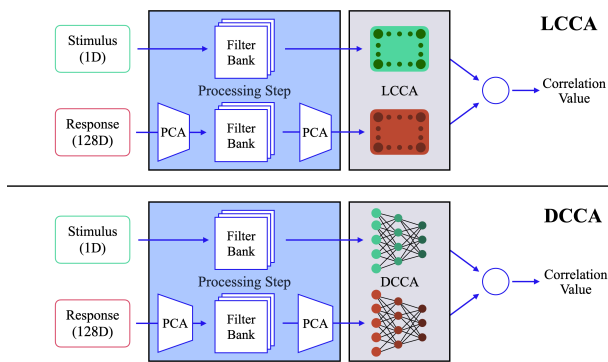 LCCA
Stimulus
(1D)
Filter
Bank
Processing Step
LCCA
Correlation
Value
Response
(128D)
PCA
Filter
Bank
PCA
DCCA
Stimulus
(1D)
Filter
Bank
Processing Step
DCCA
Correlation
Value
Response
(128D)
PCA
Filter
Bank
PCA